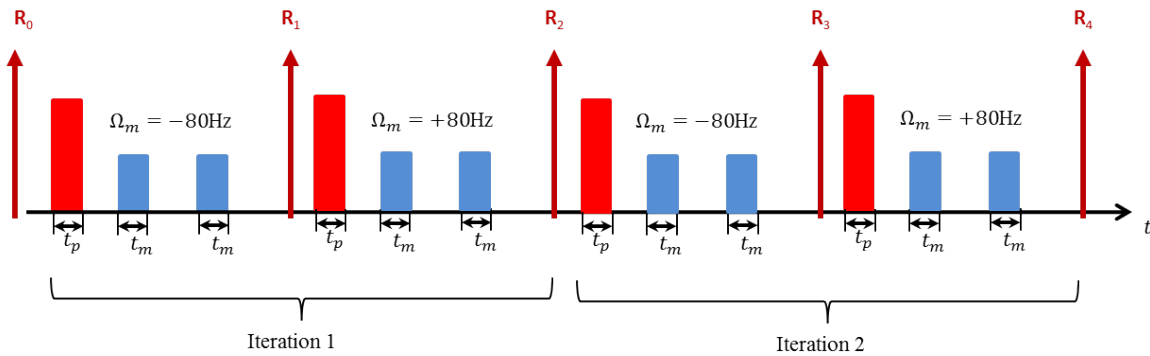 R₀ R₁ R₂ R₃ R₄
Ωₘ = −80Hz Ωₘ = +80Hz Ωₘ = −80Hz Ωₘ = +80Hz
tₚ tₘ tₘ tₚ tₘ tₘ tₚ tₘ tₘ tₚ tₘ tₘ t
Iteration 1 Iteration 2